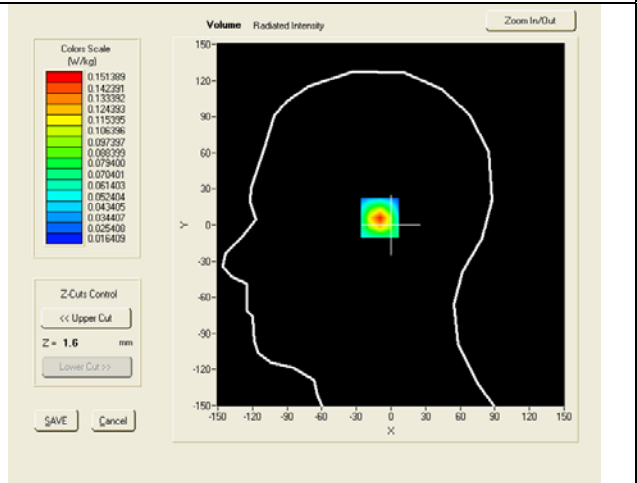 Volume Radiated Intensity
Zoom In/Out
Colors Scale
(W/kg)
0.151389
0.142391
0.133392
0.124393
0.115395
0.106396
0.097397
0.088399
0.079400
0.070401
0.061403
0.052404
0.043405
0.034407
0.025400
0.016409
Z-Cuts Control
<< Upper Cut
Z = 1.6 mm
Lower Cut >>
SAVE Cancel
150
120
90
60
30
0
-30
-60
-90
-120
-150
Y
-150 -120 -90 -60 -30 0 30 60 90 120 150
X